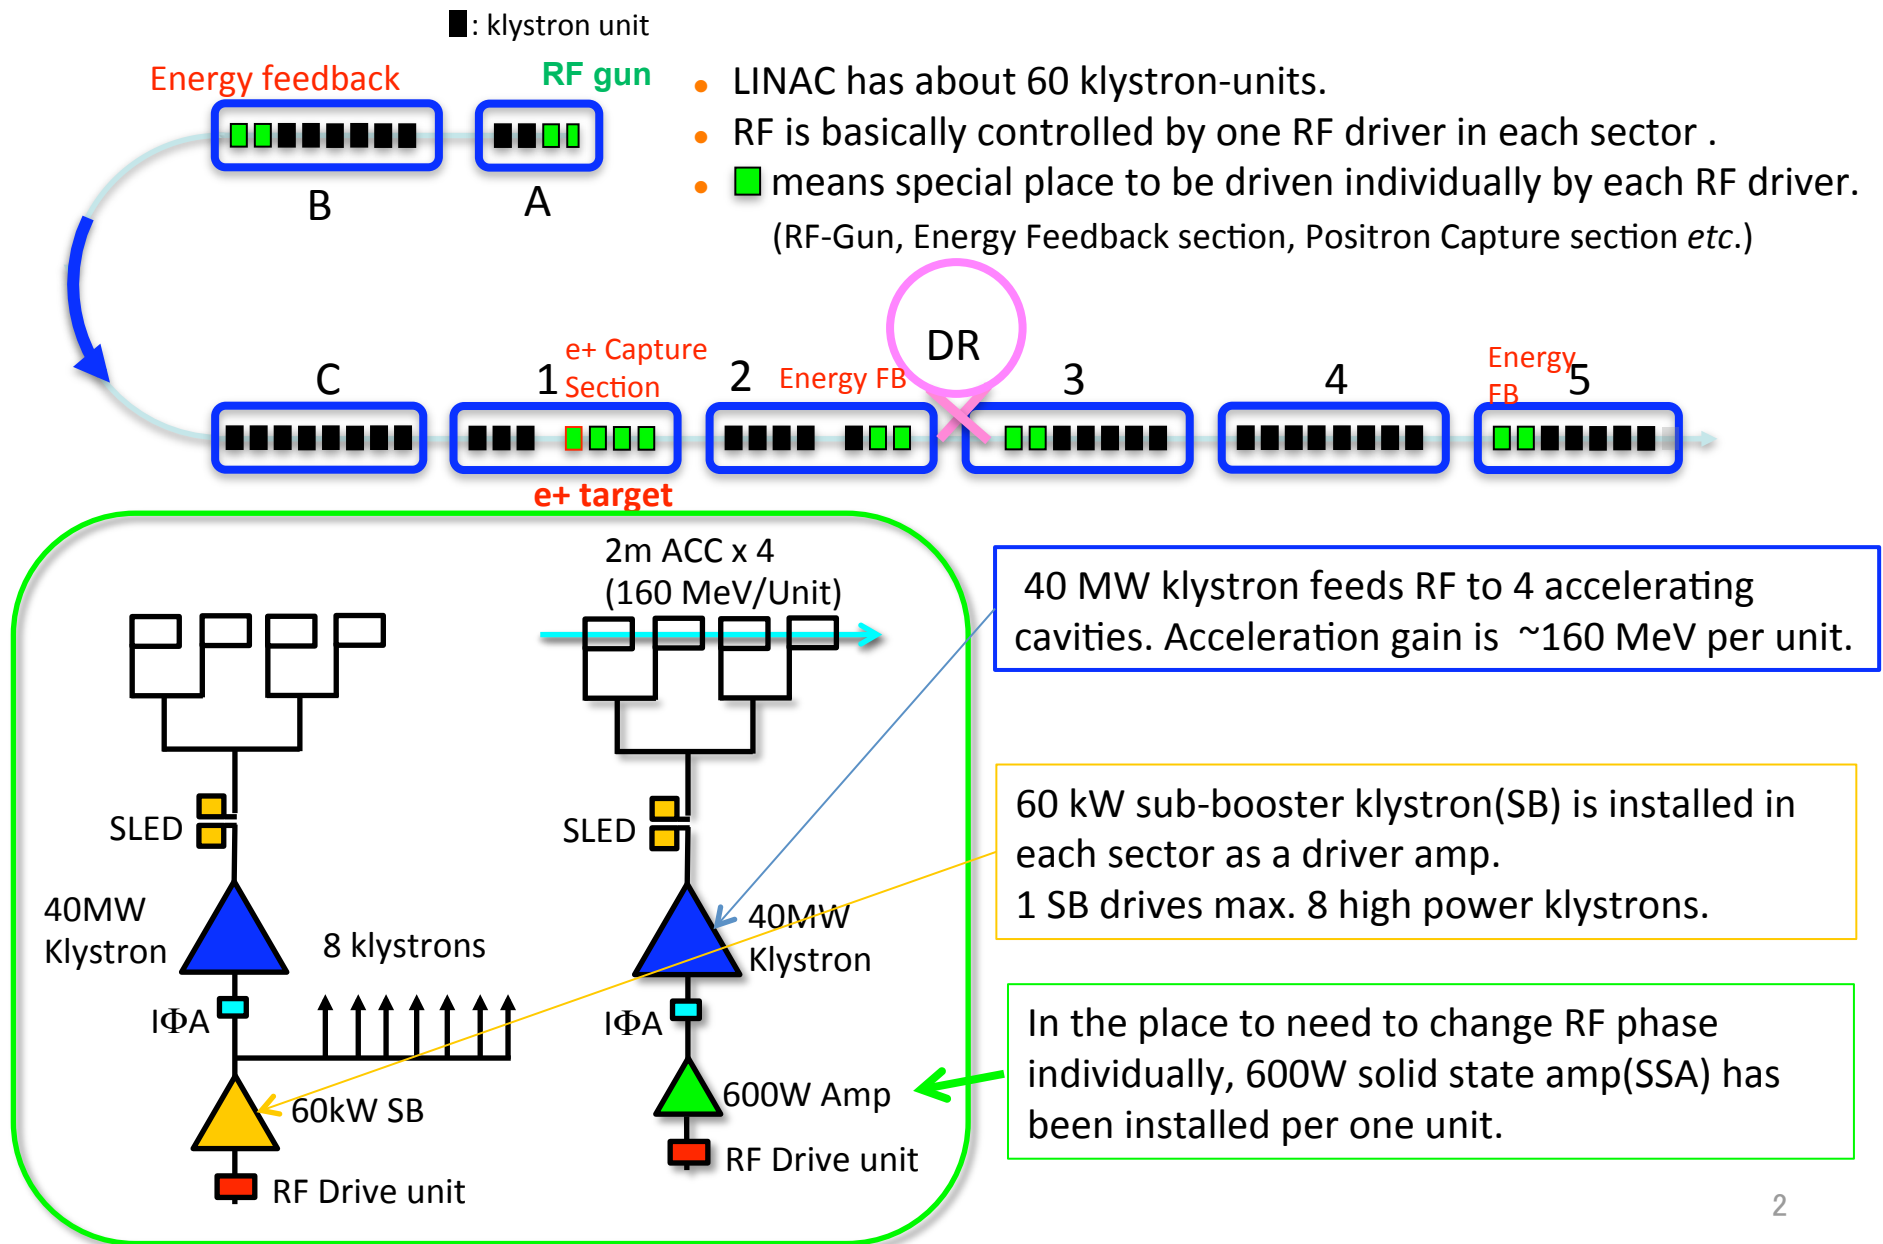 : klystron unit
Energy feedback
RF gun
B
A
• LINAC has about 60 klystron-units.
• RF is basically controlled by one RF driver in each sector .
• means special place to be driven individually by each RF driver.
(RF-Gun, Energy Feedback section, Positron Capture section etc.)
DR
C
1
e+ Capture
Section
2
Energy FB
3
4
Energy
FB
5
e+ target
2m ACC x 4
(160 MeV/Unit)
SLED
SLED
40MW
Klystron
8 klystrons
40MW
Klystron
IΦA
IΦA
60kW SB
600W Amp
RF Drive unit
RF Drive unit
40 MW klystron feeds RF to 4 accelerating
cavities. Acceleration gain is ~160 MeV per unit.
60 kW sub-booster klystron(SB) is installed in
each sector as a driver amp.
1 SB drives max. 8 high power klystrons.
In the place to need to change RF phase
individually, 600W solid state amp(SSA) has
been installed per one unit.
2